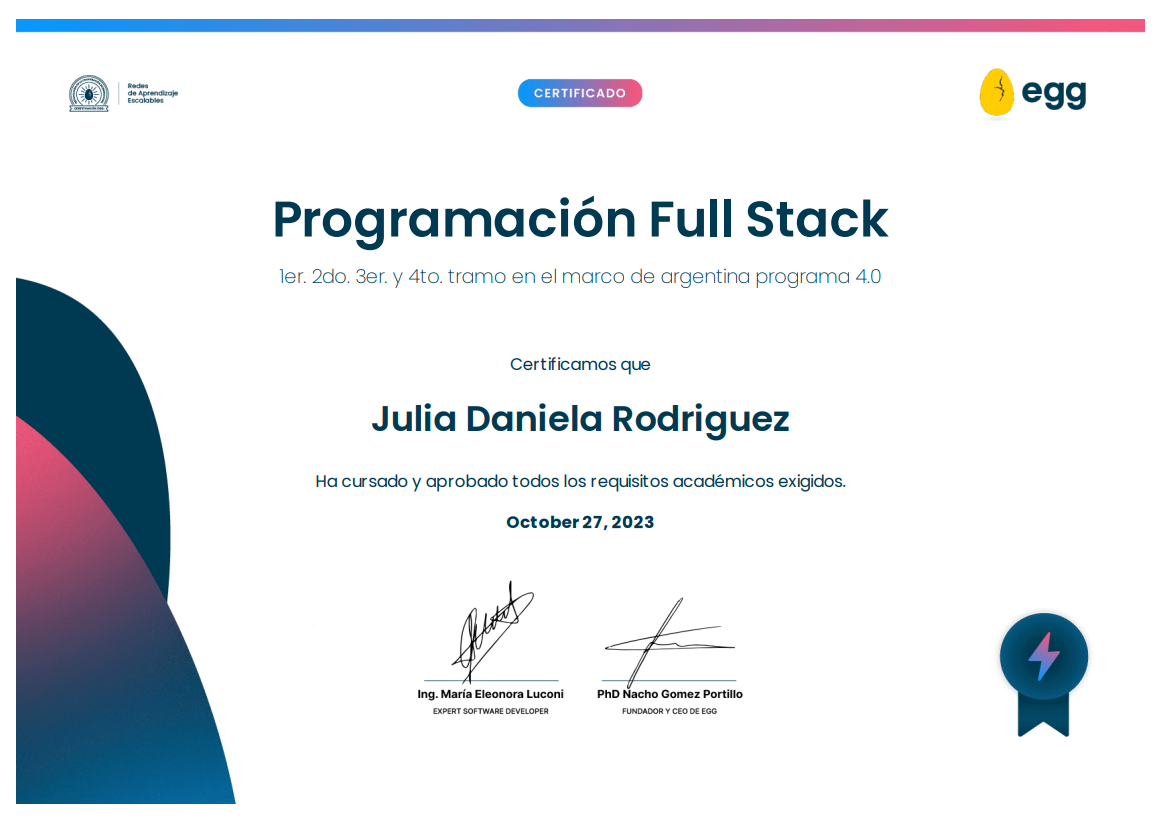 Redes
de Aprendizaje
Escalables
CERTIFICADO
egg
Programación Full Stack
1er. 2do. 3er. y 4to. tramo en el marco de argentina programa 4.0
Certificamos que
Julia Daniela Rodriguez
Ha cursado y aprobado todos los requisitos académicos exigidos.
October 27, 2023
Ing. María Eleonora Luconi
EXPERT SOFTWARE DEVELOPER
PhD Nacho Gomez Portillo
FUNDADOR Y CEO DE EGG